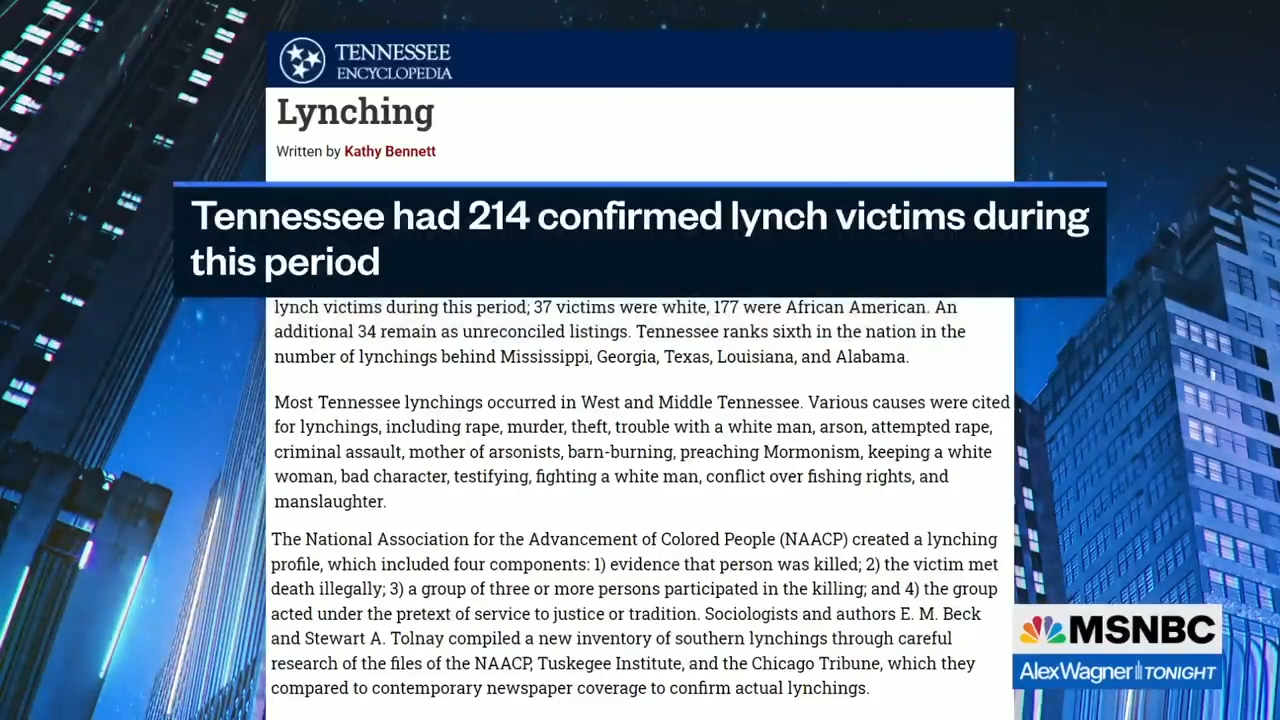 TENNESSEE
ENCYCLOPEDIA
Lynching
Written by Kathy Bennett
Tennessee had 214 confirmed lynch victims during
this period
lynch victims during this period; 37 victims were white, 177 were African American. An
additional 34 remain as unreconciled listings. Tennessee ranks sixth in the nation in the
number of lynchings behind Mississippi, Georgia, Texas, Louisiana, and Alabama.
Most Tennessee lynchings occurred in West and Middle Tennessee. Various causes were cited
for lynchings, including rape, murder, theft, trouble with a white man, arson, attempted rape,
criminal assault, mother of arsonists, barn-burning, preaching Mormonism, keeping a white
woman, bad character, testifying, fighting a white man, conflict over fishing rights, and
manslaughter.
The National Association for the Advancement of Colored People (NAACP) created a lynching
profile, which included four components: 1) evidence that person was killed; 2) the victim met
death illegally; 3) a group of three or more persons participated in the killing; and 4) the group
acted under the pretext of service to justice or tradition. Sociologists and authors E. M. Beck
and Stewart A. Tolnay compiled a new inventory of southern lynchings through careful
research of the files of the NAACP, Tuskegee Institute, and the Chicago Tribune, which they
compared to contemporary newspaper coverage to confirm actual lynchings.
MSNBC
Alex Wagner TONIGHT